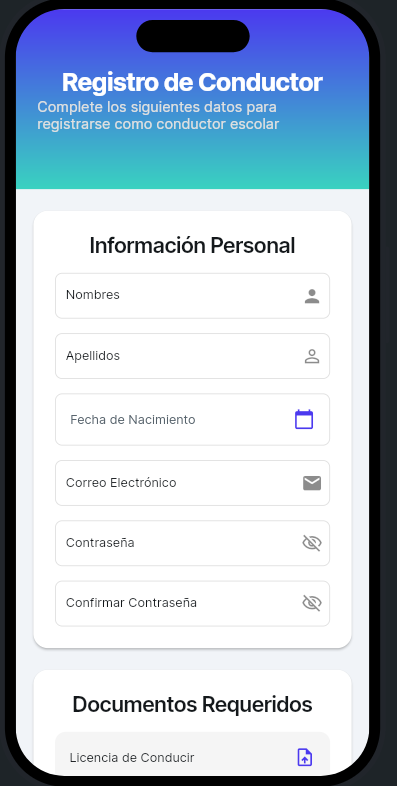 Registro de Conductor
Complete los siguientes datos para
registrarse como conductor escolar
Información Personal
Nombres
Apellidos
Fecha de Nacimiento
Correo Electrónico
Contraseña
Confirmar Contraseña
Documentos Requeridos
Licencia de Conducir